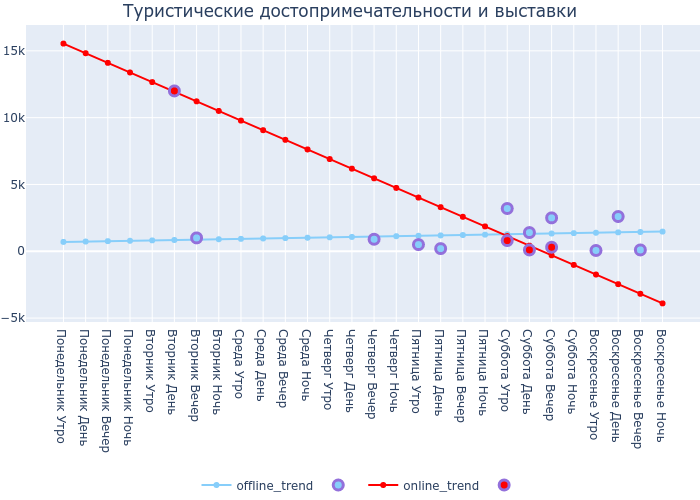 Туристические достопримечательности и выставки
15k
10k
5k
0
−5k
Понедельник Утро
Понедельник День
Понедельник Вечер
Понедельник Ночь
Вторник Утро
Вторник День
Вторник Вечер
Вторник Ночь
Среда Утро
Среда День
Среда Вечер
Среда Ночь
Четверг Утро
Четверг День
Четверг Вечер
Четверг Ночь
Пятница Утро
Пятница День
Пятница Вечер
Пятница Ночь
Суббота Утро
Суббота День
Суббота Вечер
Суббота Ночь
Воскресенье Утро
Воскресенье День
Воскресенье Вечер
Воскресенье Ночь
offline_trend online_trend